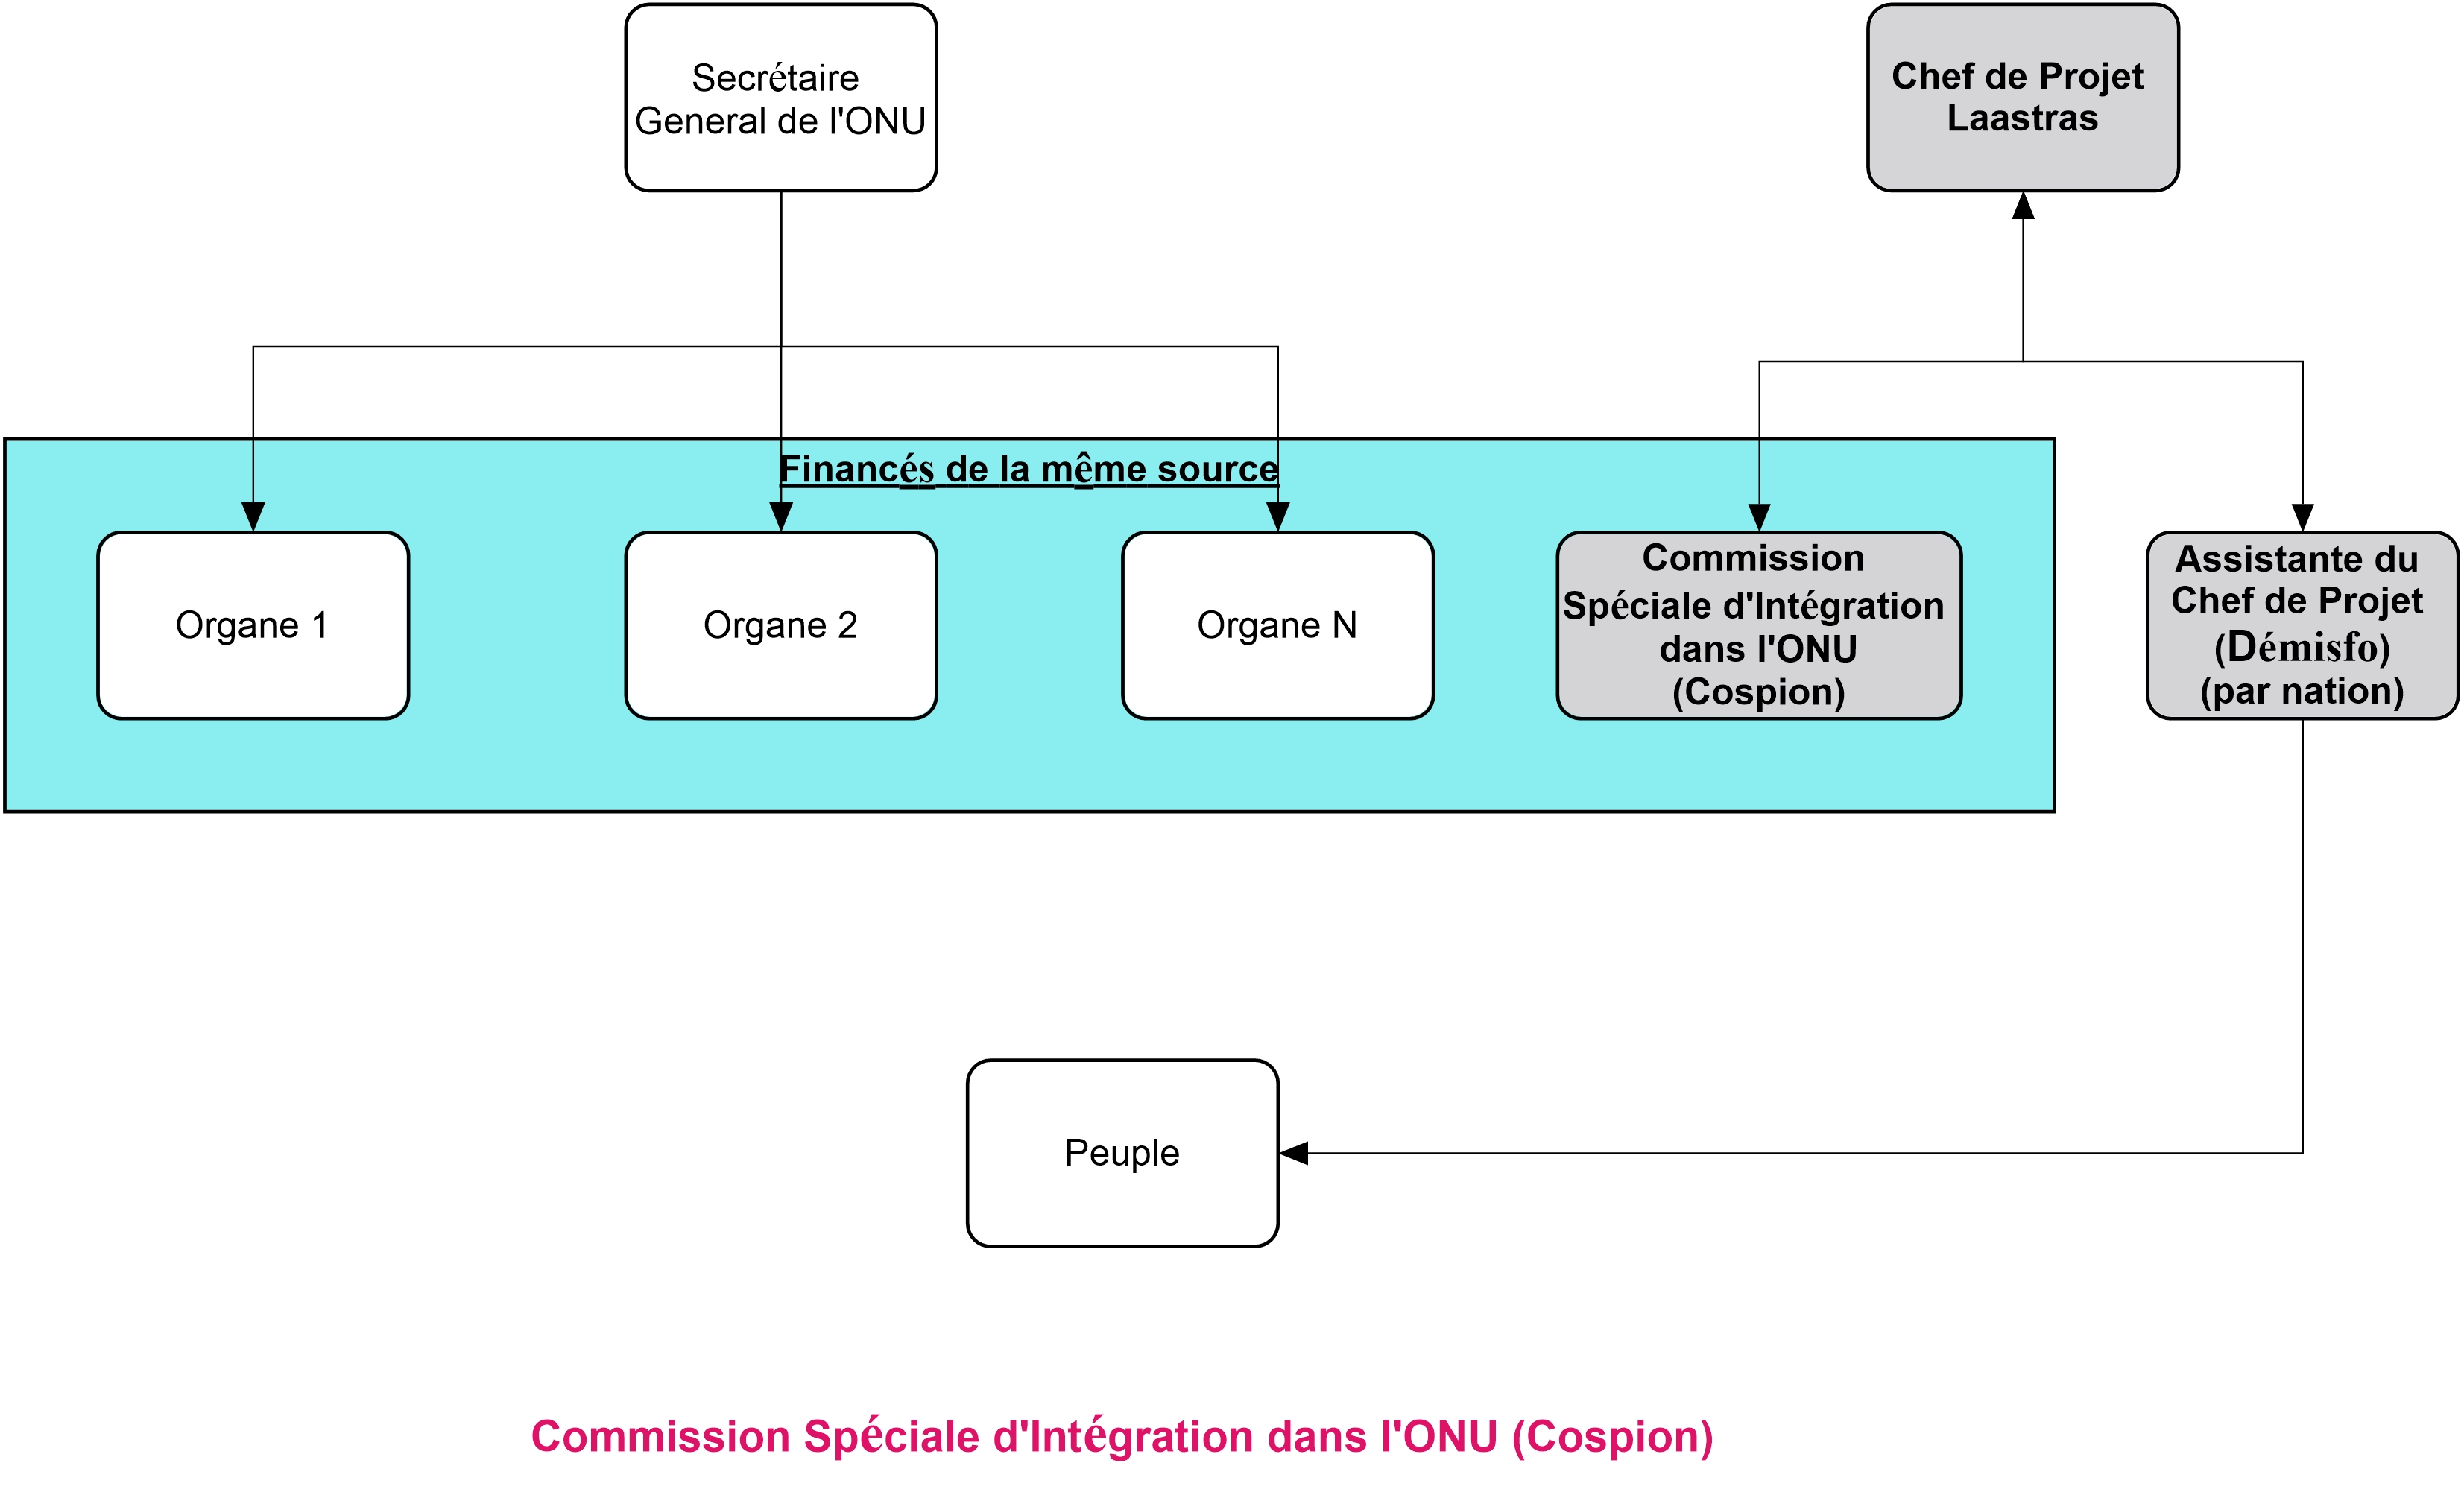 Secrétaire
General de l'ONU
Chef de Projet
Laastras
Financés de la même source
Organe 1
Organe 2
Organe N
Commission
Spéciale d'Intégration
dans l'ONU
(Cospion)
Assistante du
Chef de Projet
(Démisfo)
(par nation)
Peuple
Commission Spéciale d'Intégration dans l'ONU (Cospion)